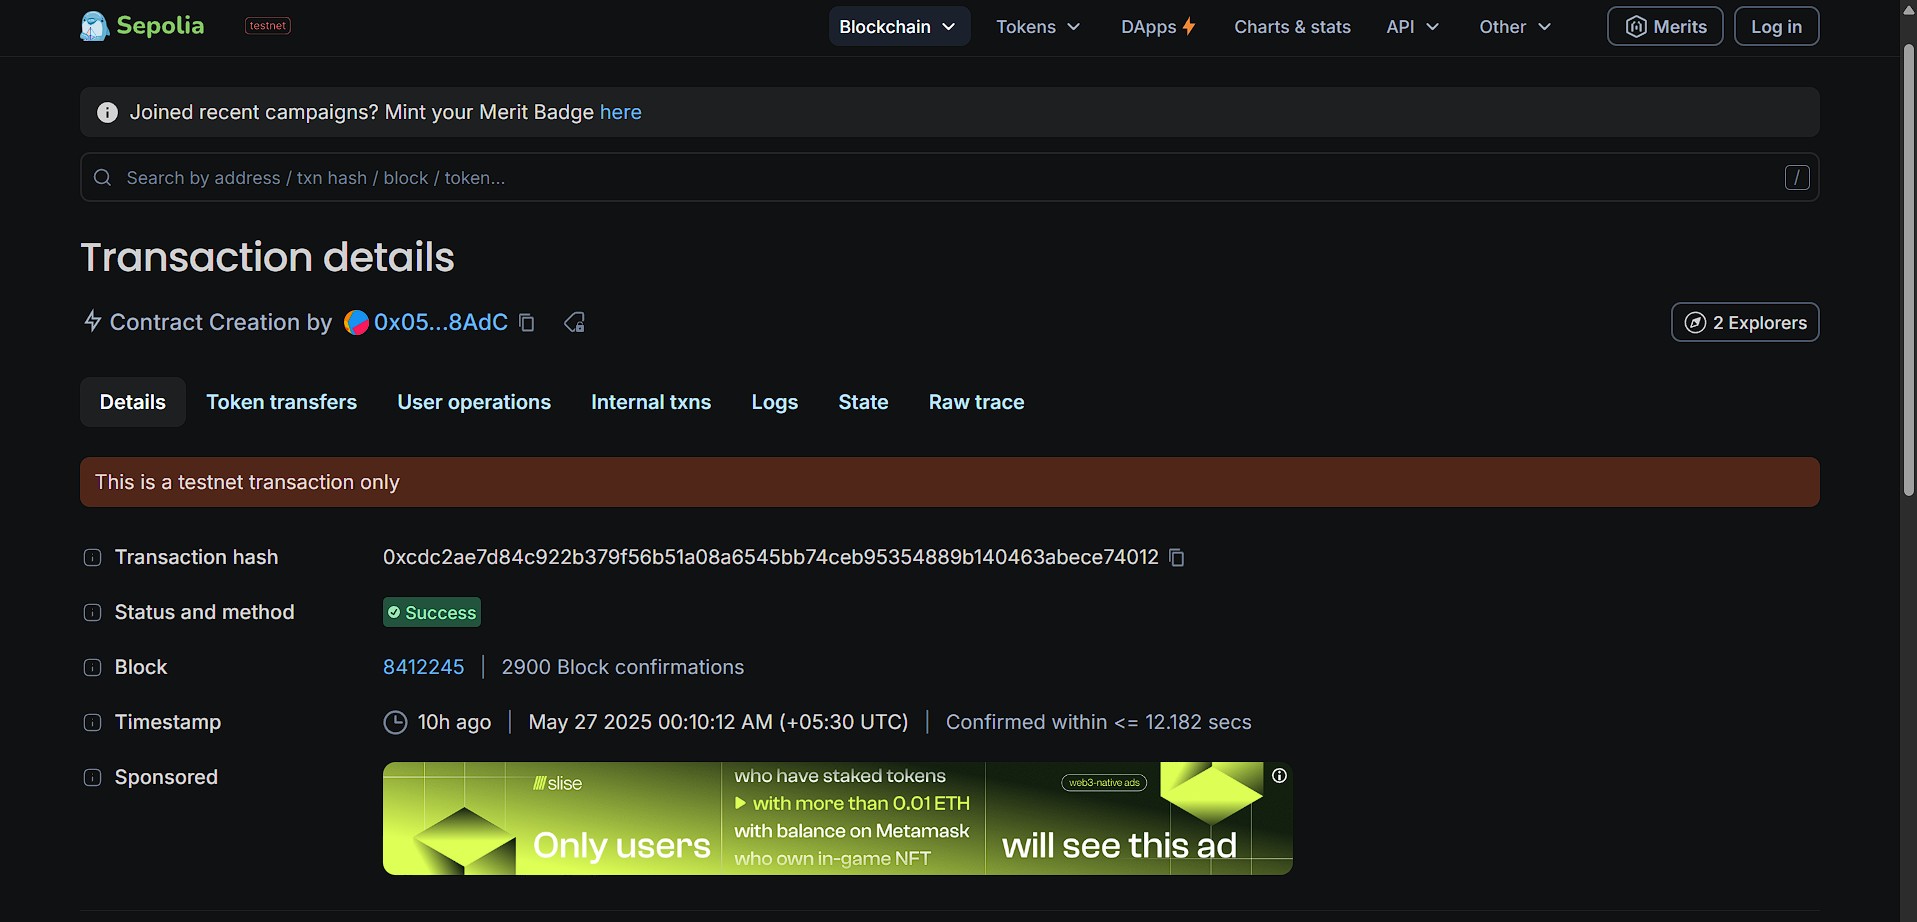 Sepolia testnet Blockchain Tokens DApps Charts & stats API Other Merits Log in
Joined recent campaigns? Mint your Merit Badge here
Search by address / txn hash / block / token... /
Transaction details
Contract Creation by 0x05...8AdC 2 Explorers
Details Token transfers User operations Internal txns Logs State Raw trace
This is a testnet transaction only
Transaction hash 0xcdc2ae7d84c922b379f56b51a08a6545bb74ceb95354889b140463abece74012
Status and method Success
Block 8412245 | 2900 Block confirmations
Timestamp 10h ago | May 27 2025 00:10:12 AM (+05:30 UTC) | Confirmed within <= 12.182 secs
Sponsored
slise
Only users
who have staked tokens
with more than 0.01 ETH
with balance on Metamask
who own in-game NFT
web3-native ads
will see this ad